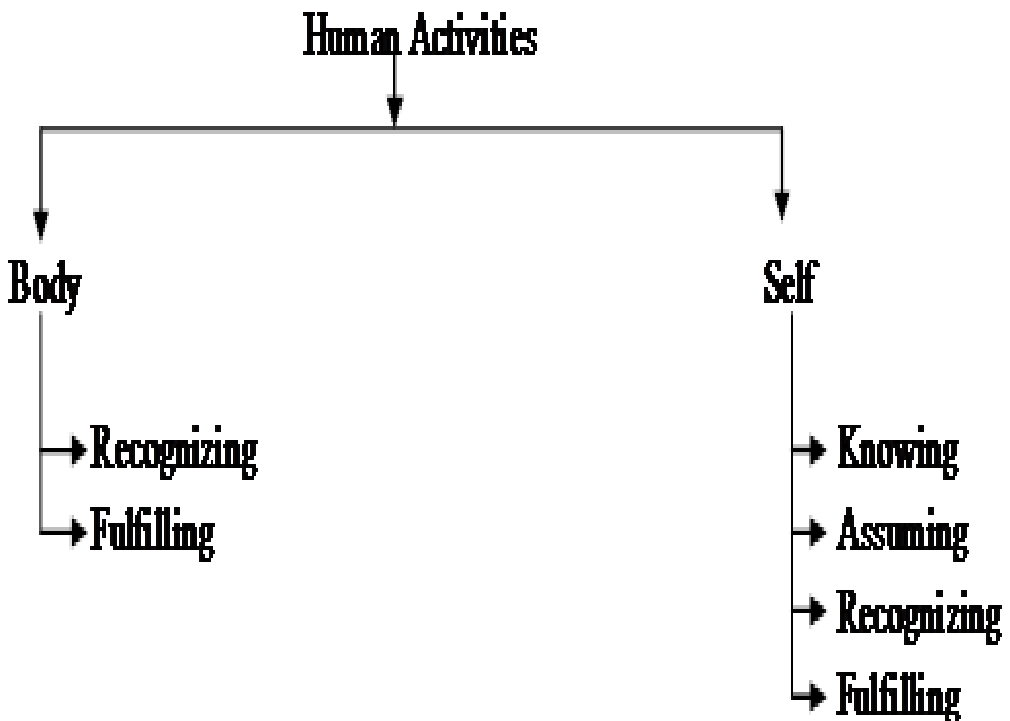 Human Activities
Body
Self
Recognizing
Fulfilling
Knowing
Assuming
Recognizing
Fulfilling